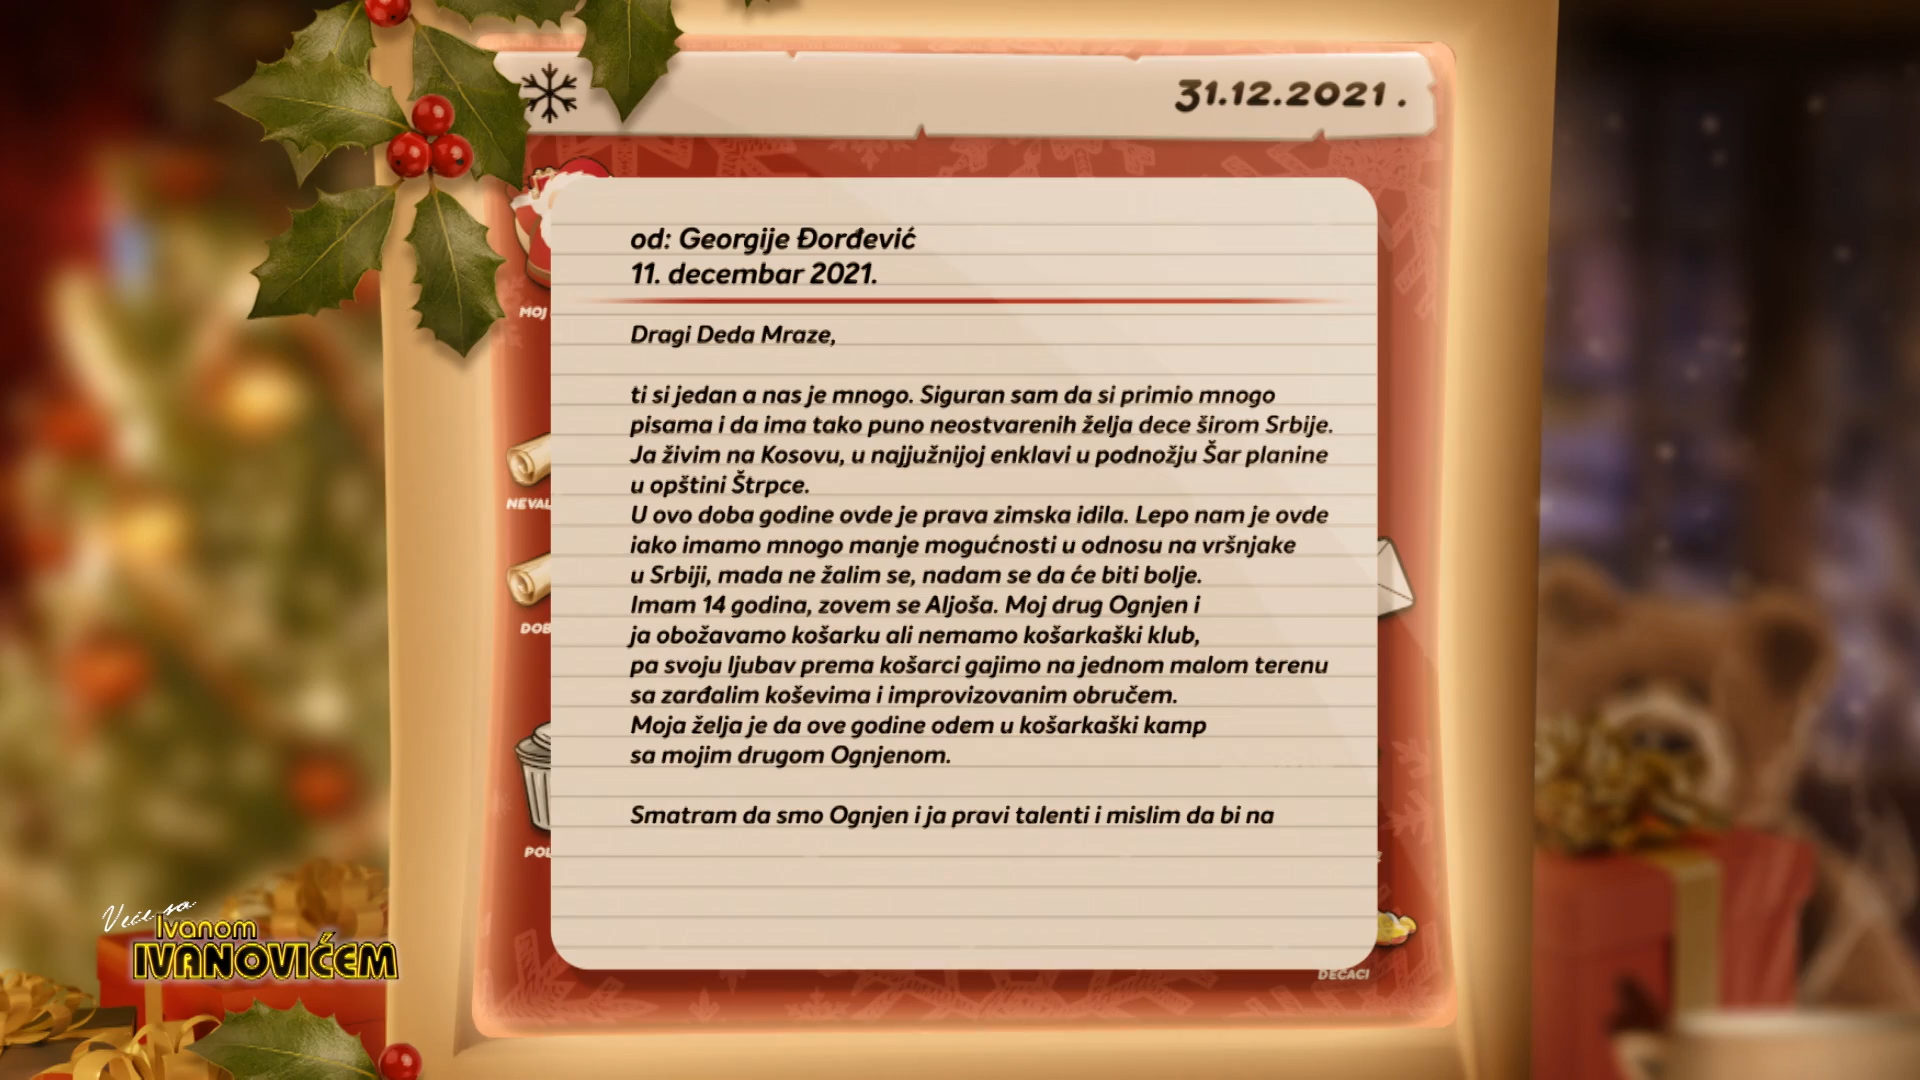 31.12.2021.
od: Georgije Đorđević
11. decembar 2021.
Dragi Deda Mraze,
ti si jedan a nas je mnogo. Siguran sam da si primio mnogo
pisama i da ima tako puno neostvarenih želja dece širom Srbije.
Ja živim na Kosovu, u najjužnijoj enklavi u podnožju Šar planine
u opštini Štrpce.
U ovo doba godine ovde je prava zimska idila. Lepo nam je ovde
iako imamo mnogo manje mogućnosti u odnosu na vršnjake
u Srbiji, mada ne žalim se, nadam se da će biti bolje.
Imam 14 godina, zovem se Aljoša. Moj drug Ognjen i
ja obožavamo košarku ali nemamo košarkaški klub,
pa svoju ljubav prema košarci gajimo na jednom malom terenu
sa zarđalim koševima i improvizovanim obručem.
Moja želja je da ove godine odem u košarkaški kamp
sa mojim drugom Ognjenom.
Smatram da smo Ognjen i ja pravi talenti i mislim da bi na
MOJ
DEČACI
Veče sa
Ivanom
IVANOVIĆEM